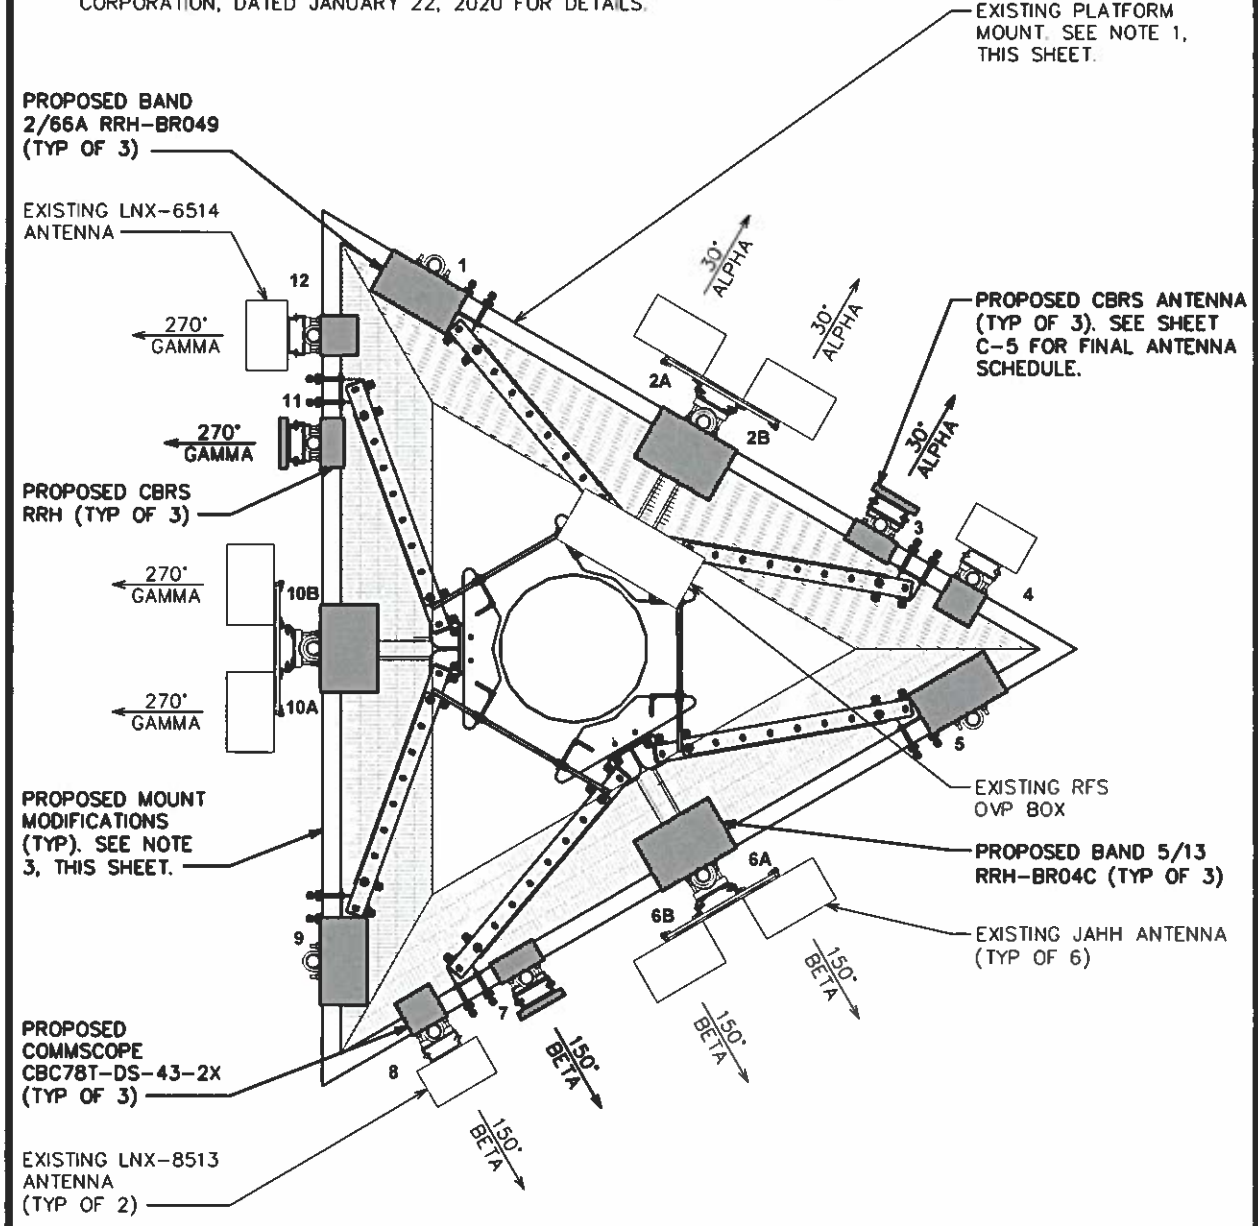 CORPORATION, DATED JANUARY 22, 2020 FOR DETAILS.
EXISTING PLATFORM
MOUNT. SEE NOTE 1,
THIS SHEET.
PROPOSED BAND
2/66A RRH-BR049
(TYP OF 3)
EXISTING LNX-6514
ANTENNA
12
1
270°
GAMMA
30°
ALPHA
30°
ALPHA
2A
2B
PROPOSED CBRS ANTENNA
(TYP OF 3). SEE SHEET
C-5 FOR FINAL ANTENNA
SCHEDULE.
11
270°
GAMMA
30°
ALPHA
PROPOSED CBRS
RRH (TYP OF 3)
3
4
270°
GAMMA
10B
10A
270°
GAMMA
5
EXISTING RFS
OVP BOX
PROPOSED MOUNT
MODIFICATIONS
(TYP). SEE NOTE
3, THIS SHEET.
PROPOSED BAND 5/13
RRH-BR04C (TYP OF 3)
6A
6B
EXISTING JAHH ANTENNA
(TYP OF 6)
9
150°
BETA
150°
BETA
7
150°
BETA
PROPOSED
COMMSCOPE
CBC78T-DS-43-2X
(TYP OF 3)
8
150°
BETA
EXISTING LNX-8513
ANTENNA
(TYP OF 2)